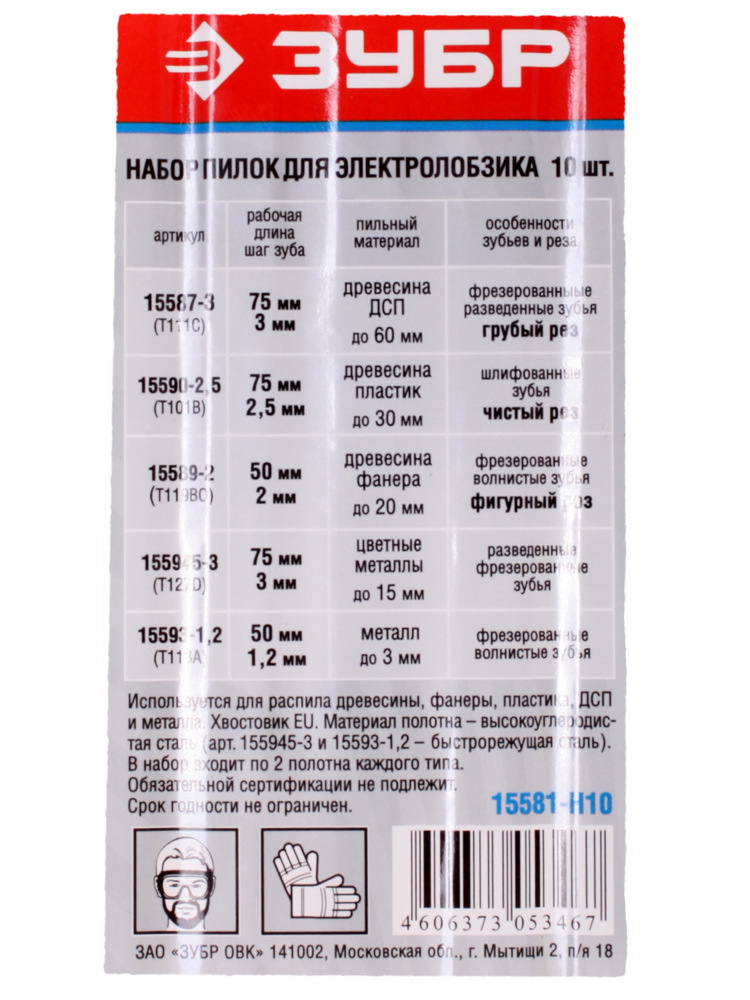 ЗУБР
НАБОР ПИЛОК ДЛЯ ЭЛЕКТРОЛОБЗИКА 10 шт.
артикул
рабочая
длина
шаг зуба
пильный
материал
особенности
зубьев и реза
15587-3
(T111C)
75 мм
3 мм
древесина
ДСП
до 60 мм
фрезерованныые
разведенные зубья
грубый рез
15590-2,5
(T101B)
75 мм
2,5 мм
древесина
пластик
до 30 мм
шлифованные
зубья
чистый рез
15589-2
(T119BO)
50 мм
2 мм
древесина
фанера
до 20 мм
фрезерованные
волнистые зубья
фигурный рез
155945-3
(T127D)
75 мм
3 мм
цветные
металлы
до 15 мм
разведенные
фрезерованные
зубья
15593-1,2
(T118A)
50 мм
1,2 мм
металл
до 3 мм
фрезерованные
волнистые зубья
Используется для распила древесины, фанеры, пластика, ДСП
и металла. Хвостовик EU. Материал полотна – высокоуглеродис-
тая сталь (арт. 155945-3 и 15593-1,2 – быстрорежущая сталь).
В набор входит по 2 полотна каждого типа.
Обязательной сертификации не подлежит.
Срок годности не ограничен.
15581-H10
4 606373 053467
ЗАО «ЗУБР ОВК» 141002, Московская обл., г. Мытищи 2, п/я 18